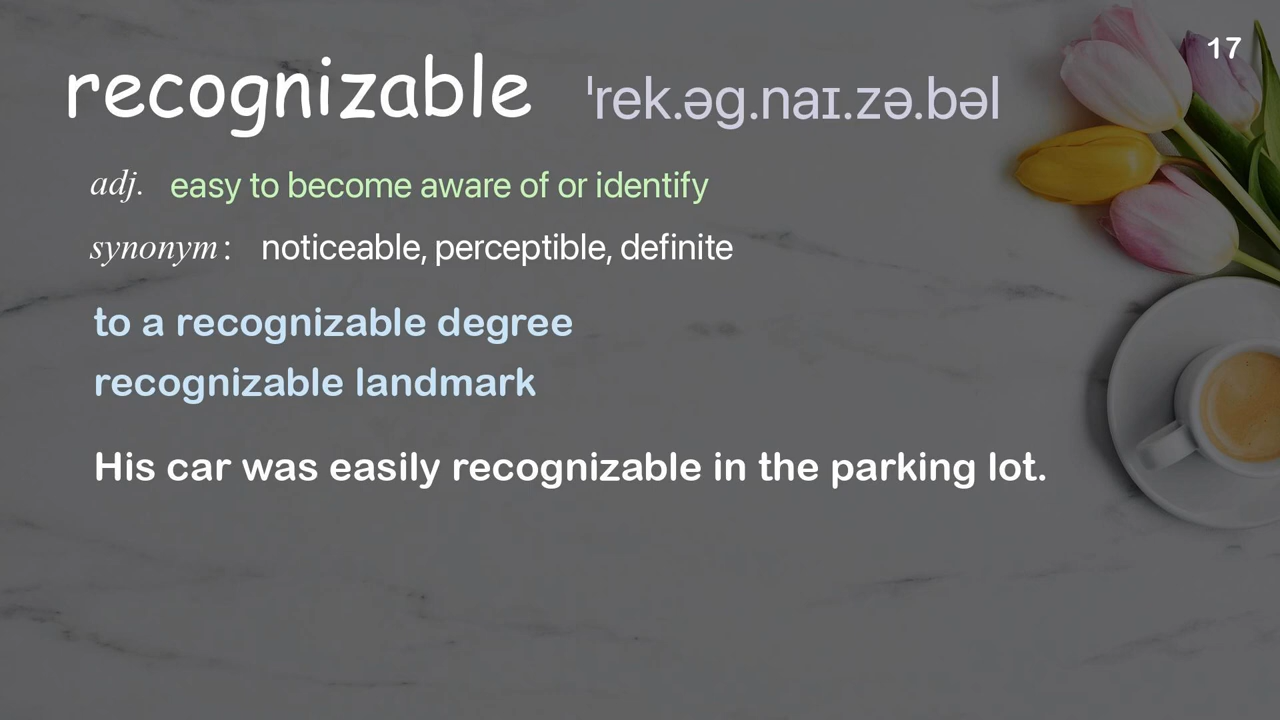 17
recognizable ˈrek.əg.naɪ.zə.bəl
adj. easy to become aware of or identify
synonym: noticeable, perceptible, definite
to a recognizable degree
recognizable landmark
His car was easily recognizable in the parking lot.